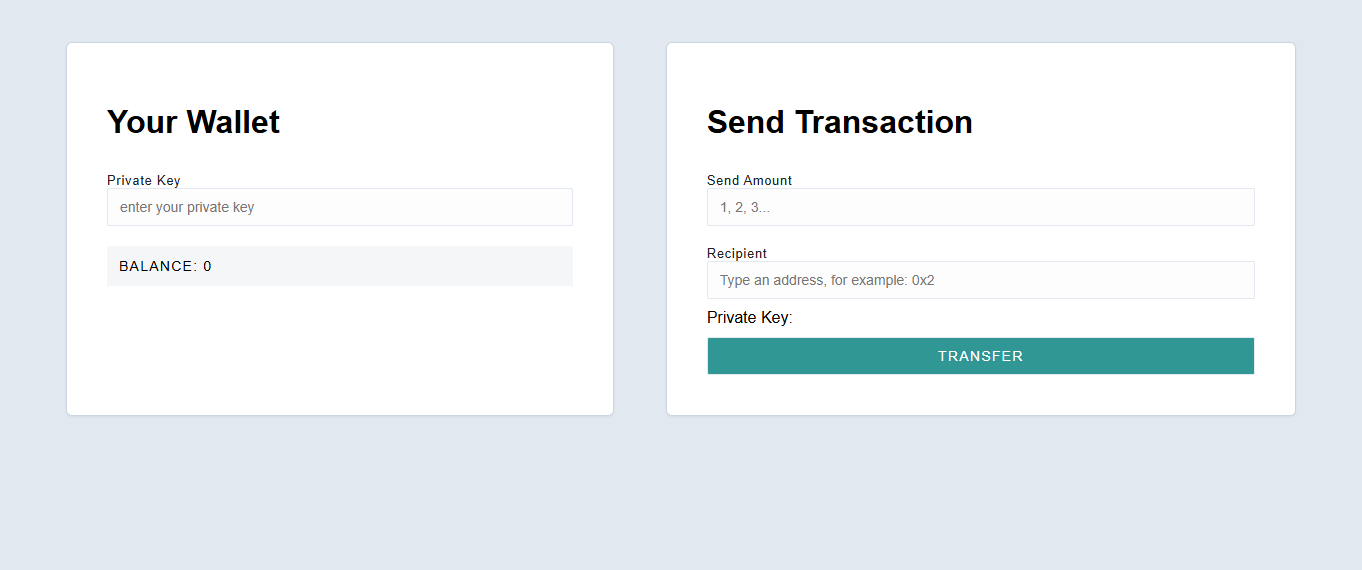 Your Wallet
Private Key
enter your private key
BALANCE: 0
Send Transaction
Send Amount
1, 2, 3...
Recipient
Type an address, for example: 0x2
Private Key:
TRANSFER